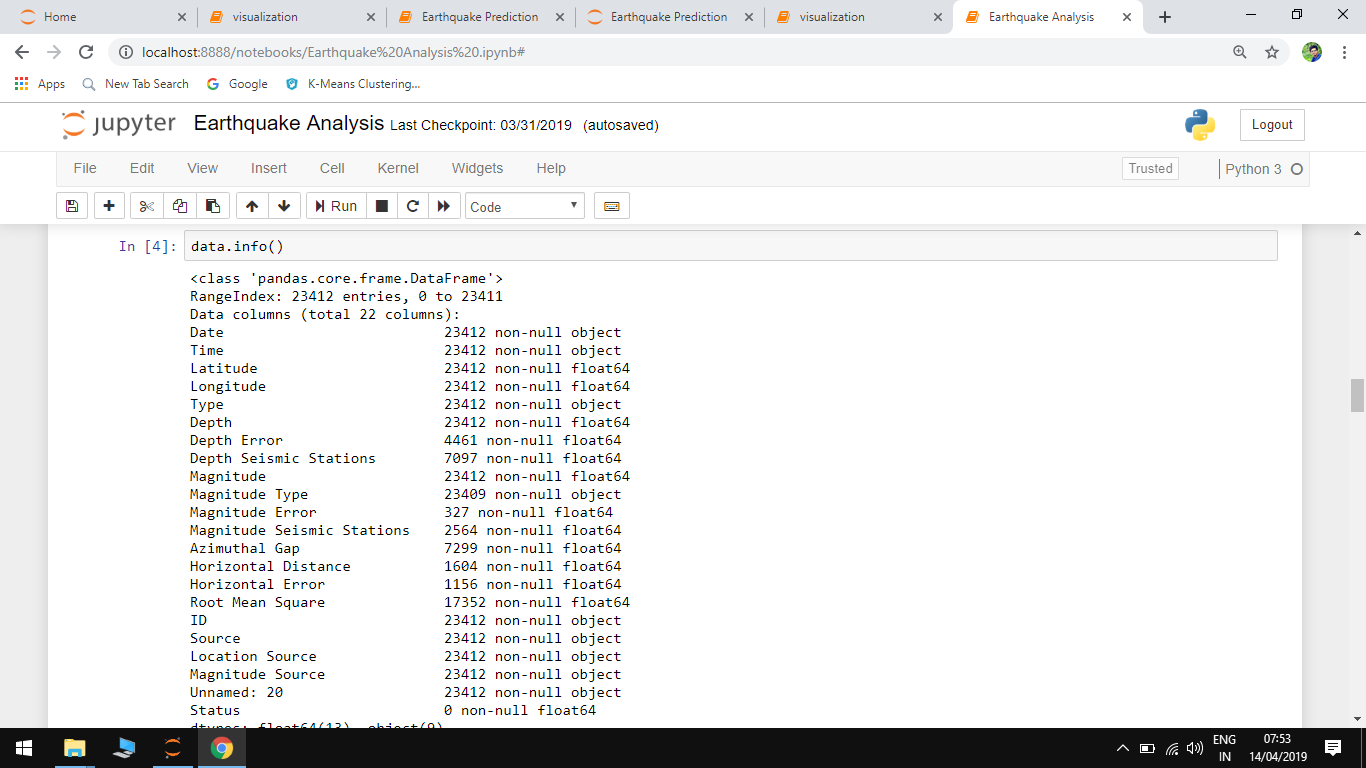 Home visualization Earthquake Prediction Earthquake Prediction visualization Earthquake Analysis
localhost:8888/notebooks/Earthquake%20Analysis%20.ipynb#
Apps New Tab Search Google K-Means Clustering...
jupyter Earthquake Analysis Last Checkpoint: 03/31/2019 (autosaved) Logout
File Edit View Insert Cell Kernel Widgets Help Trusted Python 3
Run Code
In [4]: data.info()
<class 'pandas.core.frame.DataFrame'>
RangeIndex: 23412 entries, 0 to 23411
Data columns (total 22 columns):
Date 23412 non-null object
Time 23412 non-null object
Latitude 23412 non-null float64
Longitude 23412 non-null float64
Type 23412 non-null object
Depth 23412 non-null float64
Depth Error 4461 non-null float64
Depth Seismic Stations 7097 non-null float64
Magnitude 23412 non-null float64
Magnitude Type 23409 non-null object
Magnitude Error 327 non-null float64
Magnitude Seismic Stations 2564 non-null float64
Azimuthal Gap 7299 non-null float64
Horizontal Distance 1604 non-null float64
Horizontal Error 1156 non-null float64
Root Mean Square 17352 non-null float64
ID 23412 non-null object
Source 23412 non-null object
Location Source 23412 non-null object
Magnitude Source 23412 non-null object
Unnamed: 20 23412 non-null object
Status 0 non-null float64
dtypes: float64(13), object(9)
ENG 07:53
IN 14/04/2019